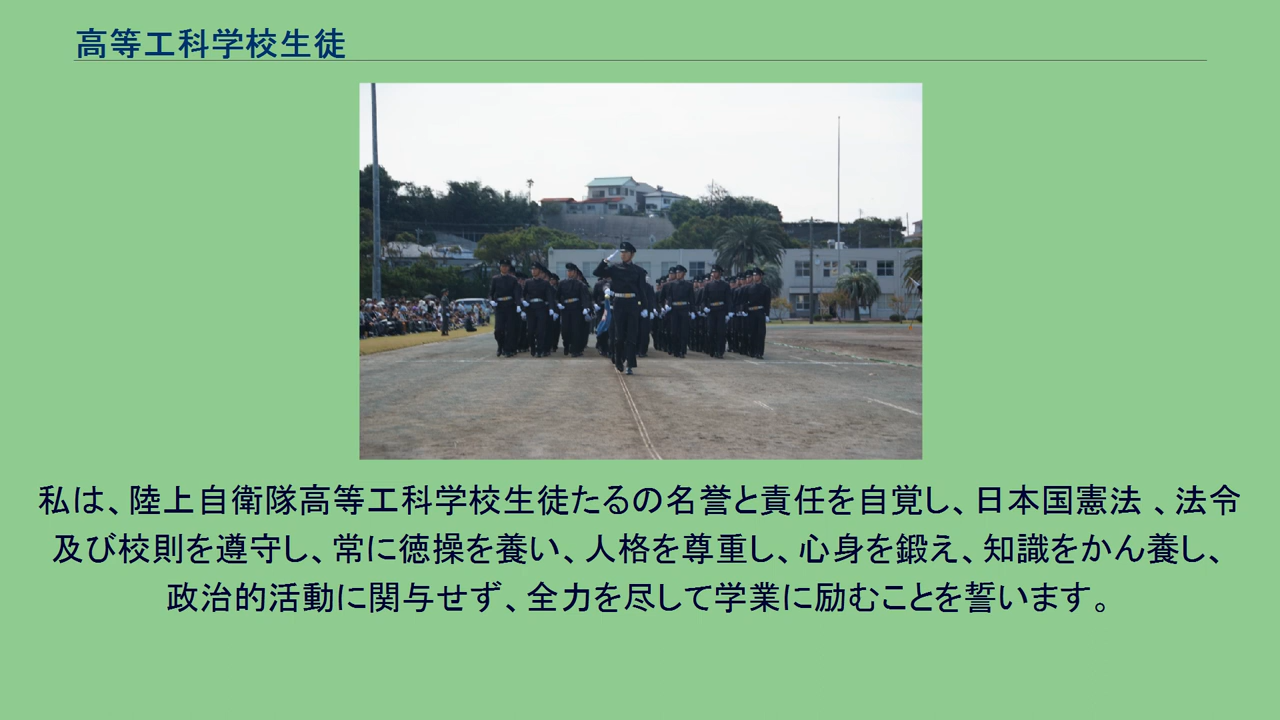 高等工科学校生徒
私は、陸上自衛隊高等工科学校生徒たるの名誉と責任を自覚し、日本国憲法 、法令
及び校則を遵守し、常に徳操を養い、人格を尊重し、心身を鍛え、知識をかん養し、
政治的活動に関与せず、全力を尽して学業に励むことを誓います。